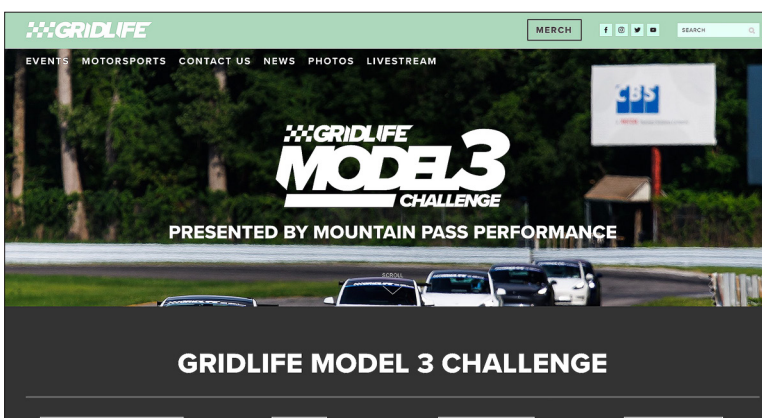 GRIDLIFE
MERCH
SEARCH
EVENTS MOTORSPORTS CONTACT US NEWS PHOTOS LIVESTREAM
CBS
GRIDLIFE
MODEL 3
CHALLENGE
PRESENTED BY MOUNTAIN PASS PERFORMANCE
SCROLL
GRIDLIFE MODEL 3 CHALLENGE